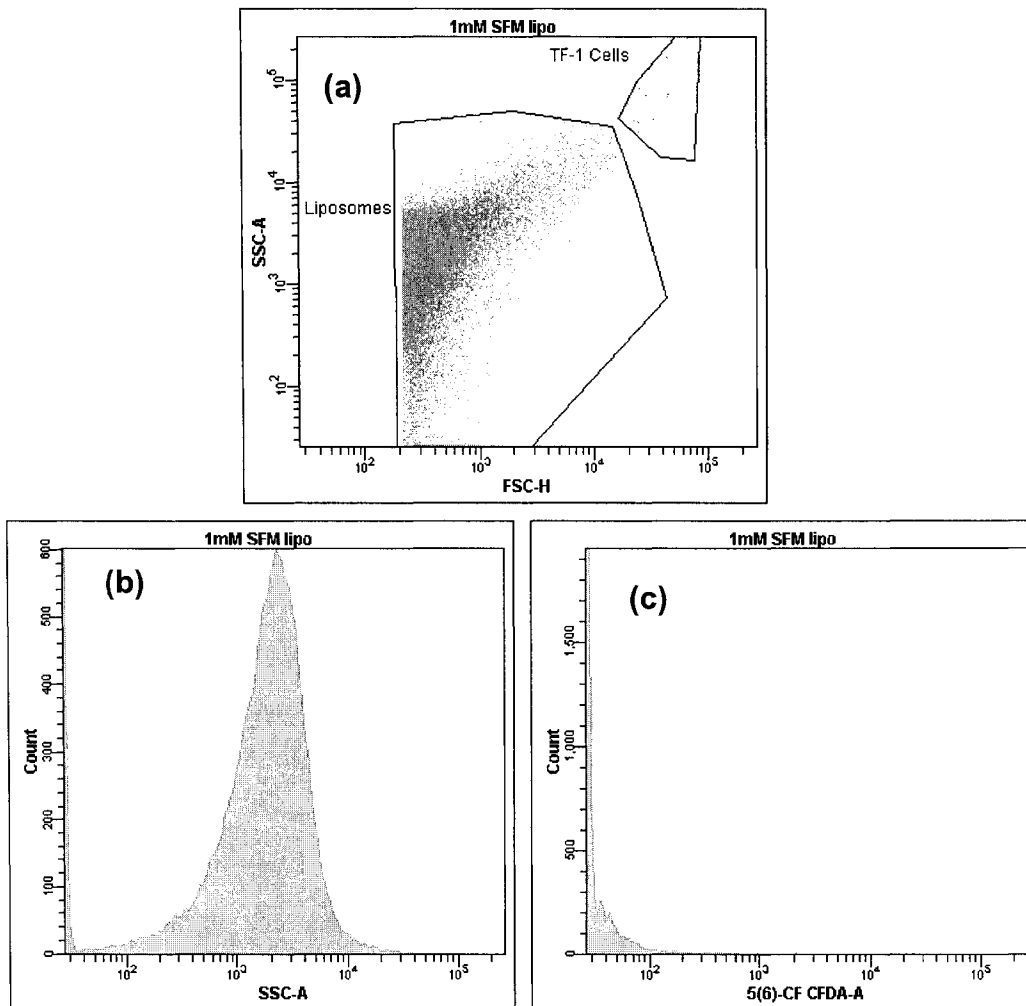 1mM SFM lipo
(a)
TF-1 Cells
Liposomes
SSC-A
10^5
10^4
10^3
10^2
10^2 10^3 10^4 10^5
FSC-H
1mM SFM lipo
(b)
Count
600
500
400
300
200
100
0
10^2 10^3 10^4 10^5
SSC-A
1mM SFM lipo
(c)
Count
1,500
1,000
500
0
10^2 10^3 10^4 10^5
5(6)-CF CFDA-A